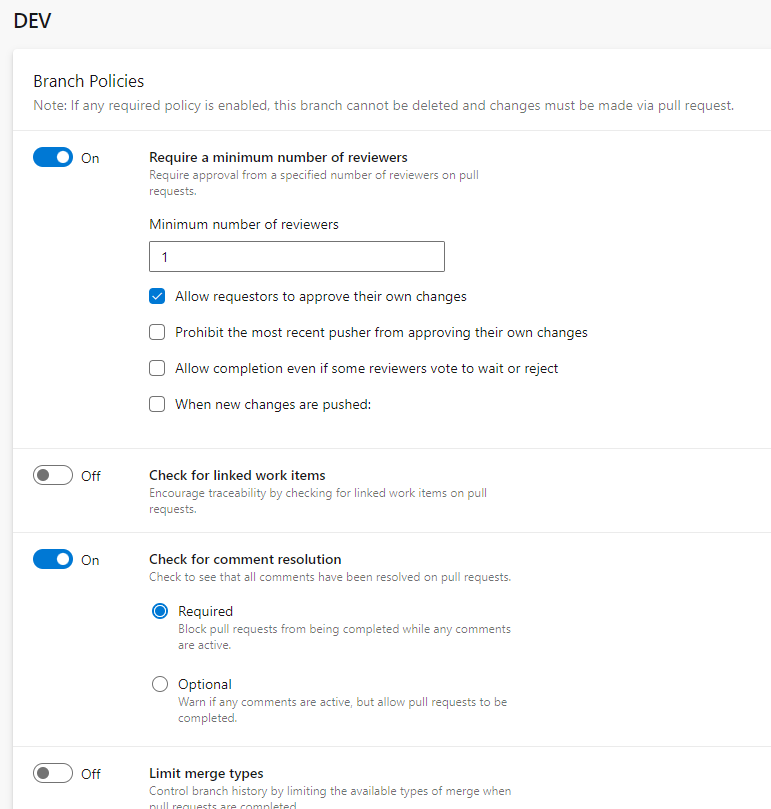 DEV
Branch Policies
Note: If any required policy is enabled, this branch cannot be deleted and changes must be made via pull request.
On
Require a minimum number of reviewers
Require approval from a specified number of reviewers on pull
requests.
Minimum number of reviewers
1
Allow requestors to approve their own changes
Prohibit the most recent pusher from approving their own changes
Allow completion even if some reviewers vote to wait or reject
When new changes are pushed:
Off
Check for linked work items
Encourage traceability by checking for linked work items on pull
requests.
On
Check for comment resolution
Check to see that all comments have been resolved on pull requests.
Required
Block pull requests from being completed while any comments
are active.
Optional
Warn if any comments are active, but allow pull requests to be
completed.
Off
Limit merge types
Control branch history by limiting the available types of merge when
pull requests are completed.